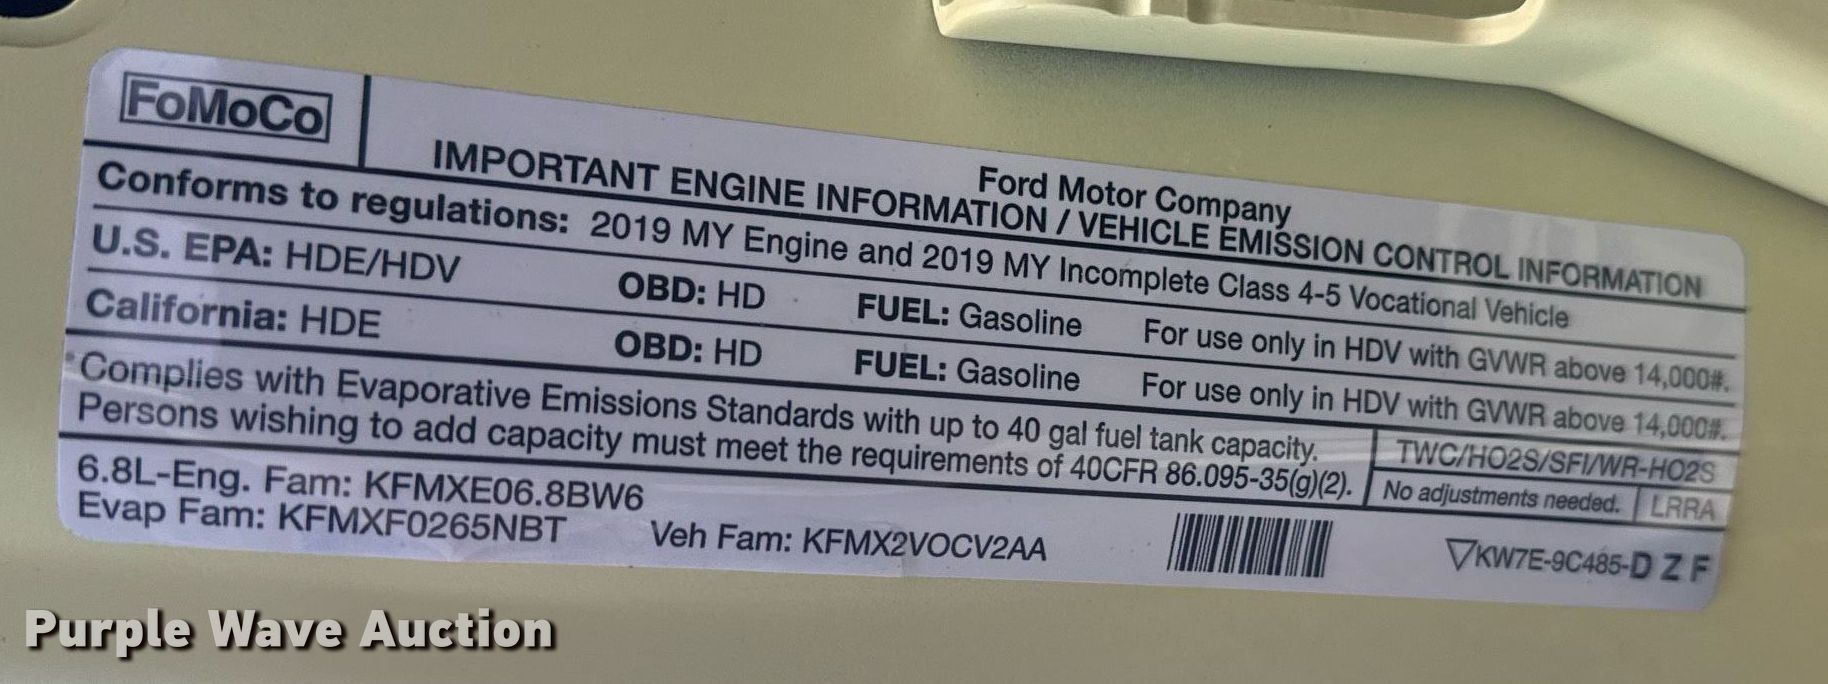 FoMoCo
Ford Motor Company
IMPORTANT ENGINE INFORMATION / VEHICLE EMISSION CONTROL INFORMATION
Conforms to regulations: 2019 MY Engine and 2019 MY Incomplete Class 4-5 Vocational Vehicle
U.S. EPA: HDE/HDV OBD: HD FUEL: Gasoline For use only in HDV with GVWR above 14,000#.
California: HDE OBD: HD FUEL: Gasoline For use only in HDV with GVWR above 14,000#.
Complies with Evaporative Emissions Standards with up to 40 gal fuel tank capacity.
Persons wishing to add capacity must meet the requirements of 40CFR 86.095-35(g)(2).
TWC/HO2S/SFI/WR-HO2S
No adjustments needed. LRRA
6.8L-Eng. Fam: KFMXE06.8BW6
Evap Fam: KFMXF0265NBT Veh Fam: KFMX2VOCV2AA
▽KW7E-9C485-D Z F
Purple Wave Auction